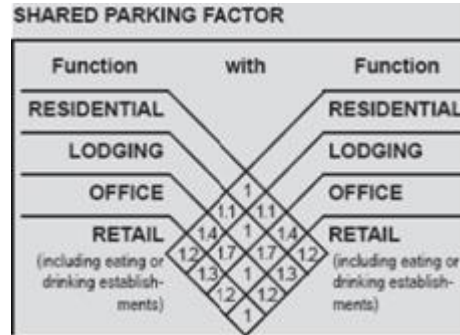 SHARED PARKING FACTOR
Function with Function
RESIDENTIAL RESIDENTIAL
LODGING LODGING
OFFICE OFFICE
RETAIL RETAIL
(including eating or (including eating or
drinking establish- drinking establish-
ments) ments)
1
1.1 1.1
1.4 1 1.4
1.2 1.7 1.7 1.2
1.3 1 1.3
1.2 1.2
1